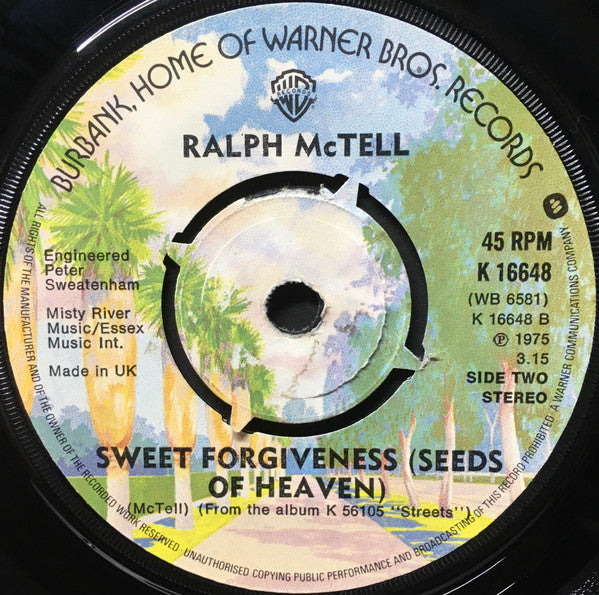 BURBANK, HOME OF WARNER BROS. RECORDS
RECORDS
RALPH McTELL
Engineered
Peter
Sweatenham
Misty River
Music/Essex
Music Int.
Made in UK
45 RPM
K 16648
(WB 6581)
K 16648 B
℗ 1975
3.15
SIDE TWO
STEREO
SWEET FORGIVENESS (SEEDS
OF HEAVEN)
(McTell) (From the album K 56105 "Streets")
ALL RIGHTS OF THE MANUFACTURER AND OF THE OWNER OF THE RECORDED WORK RESERVED. UNAUTHORISED COPYING PUBLIC PERFORMANCE AND BROADCASTING OF THIS RECORD PROHIBITED. A WARNER COMMUNICATIONS COMPANY